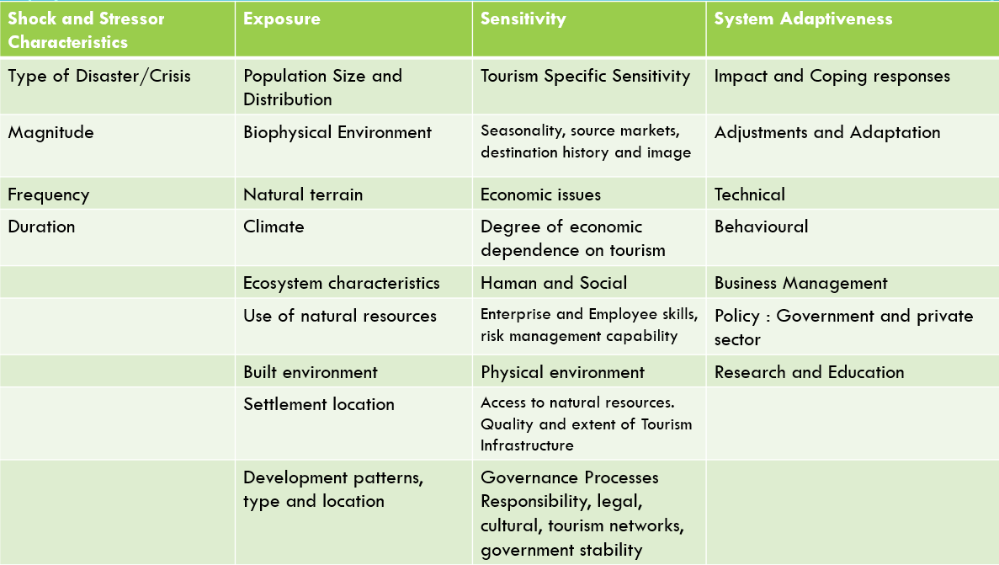 Shock and Stressor
Characteristics
Exposure
Sensitivity
System Adaptiveness
Type of Disaster/Crisis
Population Size and
Distribution
Tourism Specific Sensitivity
Impact and Coping responses
Magnitude
Biophysical Environment
Seasonality, source markets,
destination history and image
Adjustments and Adaptation
Frequency
Natural terrain
Economic issues
Technical
Duration
Climate
Degree of economic
dependence on tourism
Behavioural
Ecosystem characteristics
Haman and Social
Business Management
Use of natural resources
Enterprise and Employee skills,
risk management capability
Policy : Government and private
sector
Built environment
Physical environment
Research and Education
Settlement location
Access to natural resources.
Quality and extent of Tourism
Infrastructure
Development patterns,
type and location
Governance Processes
Responsibility, legal,
cultural, tourism networks,
government stability